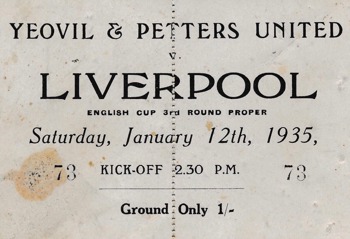 YEOVIL & PETTERS UNITED
v.
LIVERPOOL
ENGLISH CUP 3rd ROUND PROPER
Saturday, January 12th, 1935,
73 KICK-OFF 2.30 P.M. 73
Ground Only 1/-